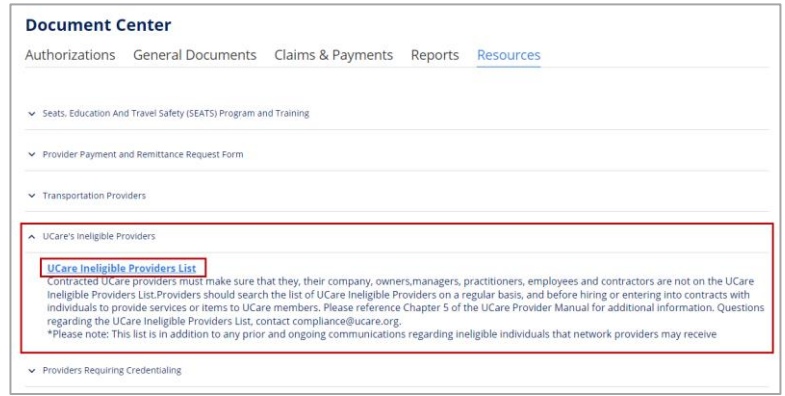 Document Center
Authorizations General Documents Claims & Payments Reports Resources
Seats, Education And Travel Safety (SEATS) Program and Training
Provider Payment and Remittance Request Form
Transportation Providers
UCare's Ineligible Providers
UCare Ineligible Providers List
Contracted UCare providers must make sure that they, their company, owners,managers, practitioners, employees and contractors are not on the UCare
Ineligible Providers List.Providers should search the list of UCare Ineligible Providers on a regular basis, and before hiring or entering into contracts with
individuals to provide services or items to UCare members. Please reference Chapter 5 of the UCare Provider Manual for additional information. Questions
regarding the UCare Ineligible Providers List, contact compliance@ucare.org.
*Please note: This list is in addition to any prior and ongoing communications regarding ineligible individuals that network providers may receive
Providers Requiring Credentialing